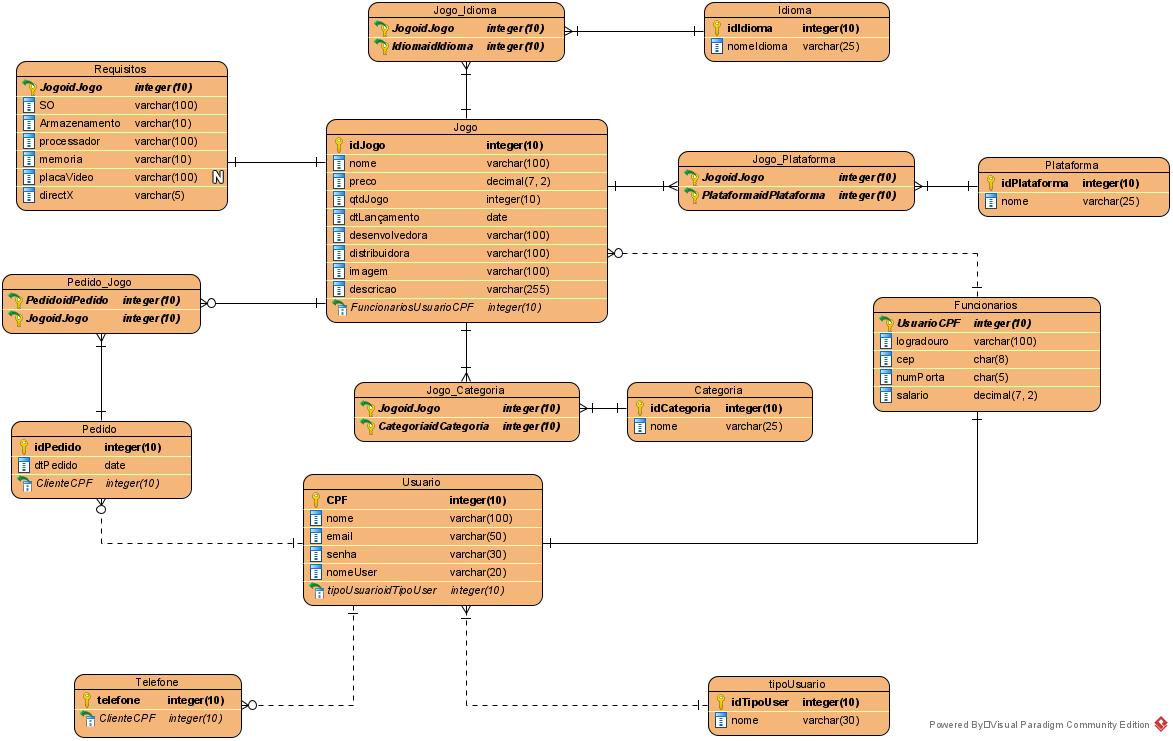 Jogo_Idioma
JogoidJogo integer(10)
IdiomaidIdioma integer(10)
Idioma
idIdioma integer(10)
nomeIdioma varchar(25)
Requisitos
JogoidJogo integer(10)
SO varchar(100)
Armazenamento varchar(10)
processador varchar(100)
memoria varchar(10)
placaVideo varchar(100) N
directX varchar(5)
Jogo
idJogo integer(10)
nome varchar(100)
preco decimal(7, 2)
qtdJogo integer(10)
dtLançamento date
desenvolvedora varchar(100)
distribuidora varchar(100)
imagem varchar(100)
descricao varchar(255)
FuncionariosUsuarioCPF integer(10)
Jogo_Plataforma
JogoidJogo integer(10)
PlataformaidPlataforma integer(10)
Plataforma
idPlataforma integer(10)
nome varchar(25)
Pedido_Jogo
PedidoidPedido integer(10)
JogoidJogo integer(10)
Funcionarios
UsuarioCPF integer(10)
logradouro varchar(100)
cep char(8)
numPorta char(5)
salario decimal(7, 2)
Jogo_Categoria
JogoidJogo integer(10)
CategoriaidCategoria integer(10)
Categoria
idCategoria integer(10)
nome varchar(25)
Pedido
idPedido integer(10)
dtPedido date
ClienteCPF integer(10)
Usuario
CPF integer(10)
nome varchar(100)
email varchar(50)
senha varchar(30)
nomeUser varchar(20)
tipoUsuarioidTipoUser integer(10)
Telefone
telefone integer(10)
ClienteCPF integer(10)
tipoUsuario
idTipoUser integer(10)
nome varchar(30)
Powered By□Visual Paradigm Community Edition